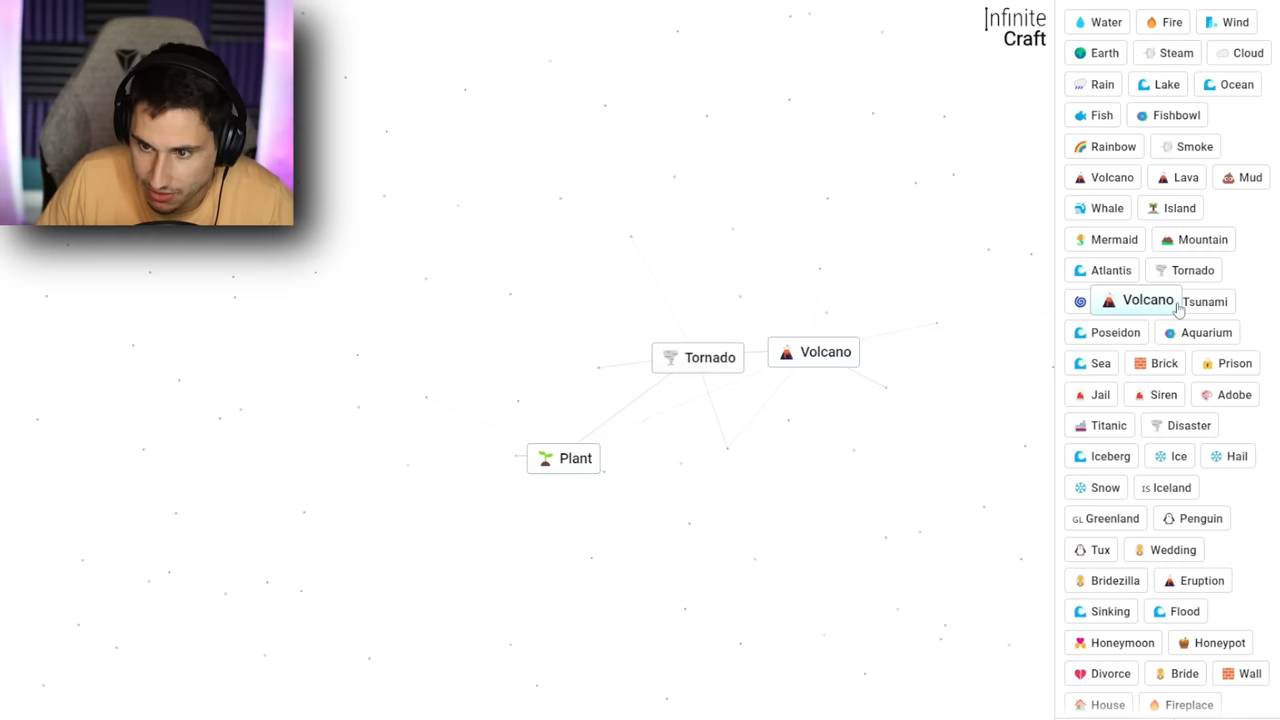 Infinite
Craft
Water Fire Wind
Earth Steam Cloud
Rain Lake Ocean
Fish Fishbowl
Rainbow Smoke
Volcano Lava Mud
Whale Island
Mermaid Mountain
Atlantis Tornado
Volcano Tsunami
Poseidon Aquarium
Tornado Volcano
Sea Brick Prison
Jail Siren Adobe
Titanic Disaster
Plant
Iceberg Ice Hail
Snow IS Iceland
GL Greenland Penguin
Tux Wedding
Bridezilla Eruption
Sinking Flood
Honeymoon Honeypot
Divorce Bride Wall
House Fireplace